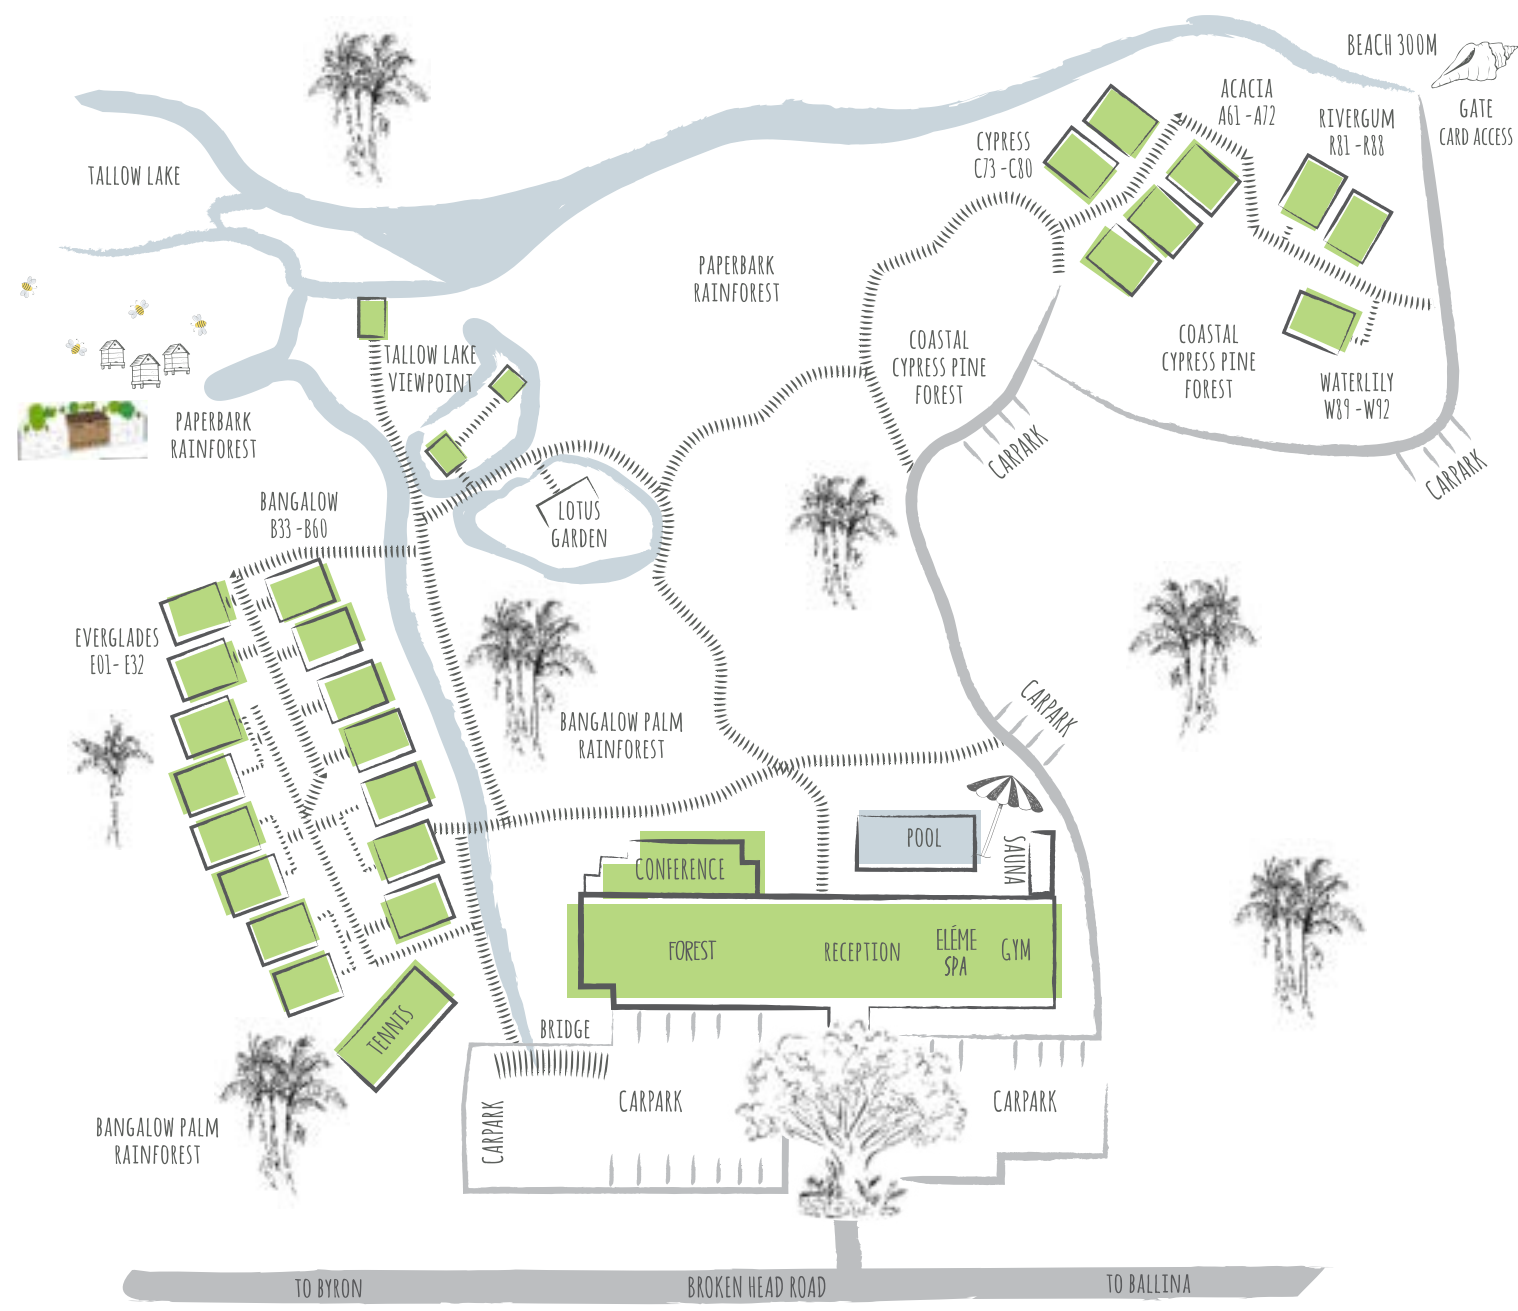 BEACH 300M
GATE
CARD ACCESS
ACACIA
A61 -A72
RIVERGUM
R81 -R88
CYPRESS
C73 -C80
TALLOW LAKE
PAPERBARK
RAINFOREST
COASTAL
CYPRESS PINE
FOREST
COASTAL
CYPRESS PINE
FOREST
TALLOW LAKE
VIEWPOINT
WATERLILY
W89 -W92
PAPERBARK
RAINFOREST
CARPARK
CARPARK
BANGALOW
B33 -B60
LOTUS
GARDEN
EVERGLADES
E01- E32
BANGALOW PALM
RAINFOREST
CARPARK
POOL
SAUNA
CONFERENCE
FOREST
RECEPTION
ELÉME
SPA
GYM
TENNIS
BRIDGE
CARPARK
CARPARK
CARPARK
BANGALOW PALM
RAINFOREST
TO BYRON
BROKEN HEAD ROAD
TO BALLINA